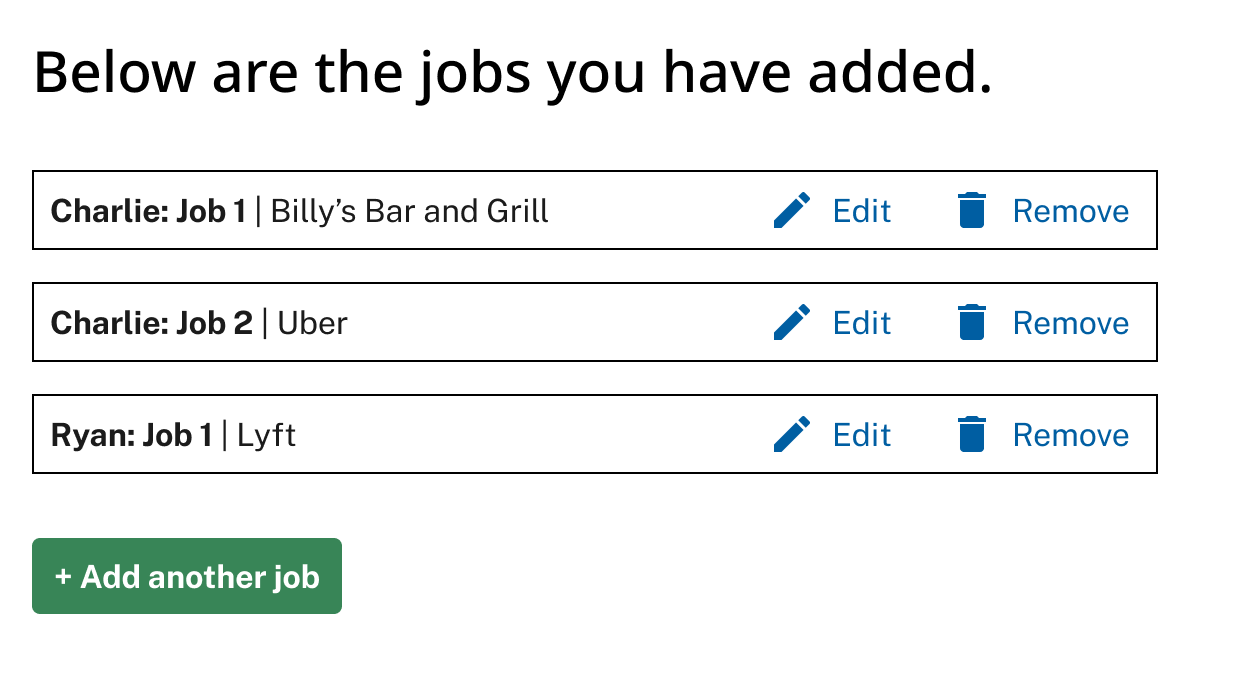 Below are the jobs you have added.
Charlie: Job 1 | Billy’s Bar and Grill Edit Remove
Charlie: Job 2 | Uber Edit Remove
Ryan: Job 1 | Lyft Edit Remove
+ Add another job